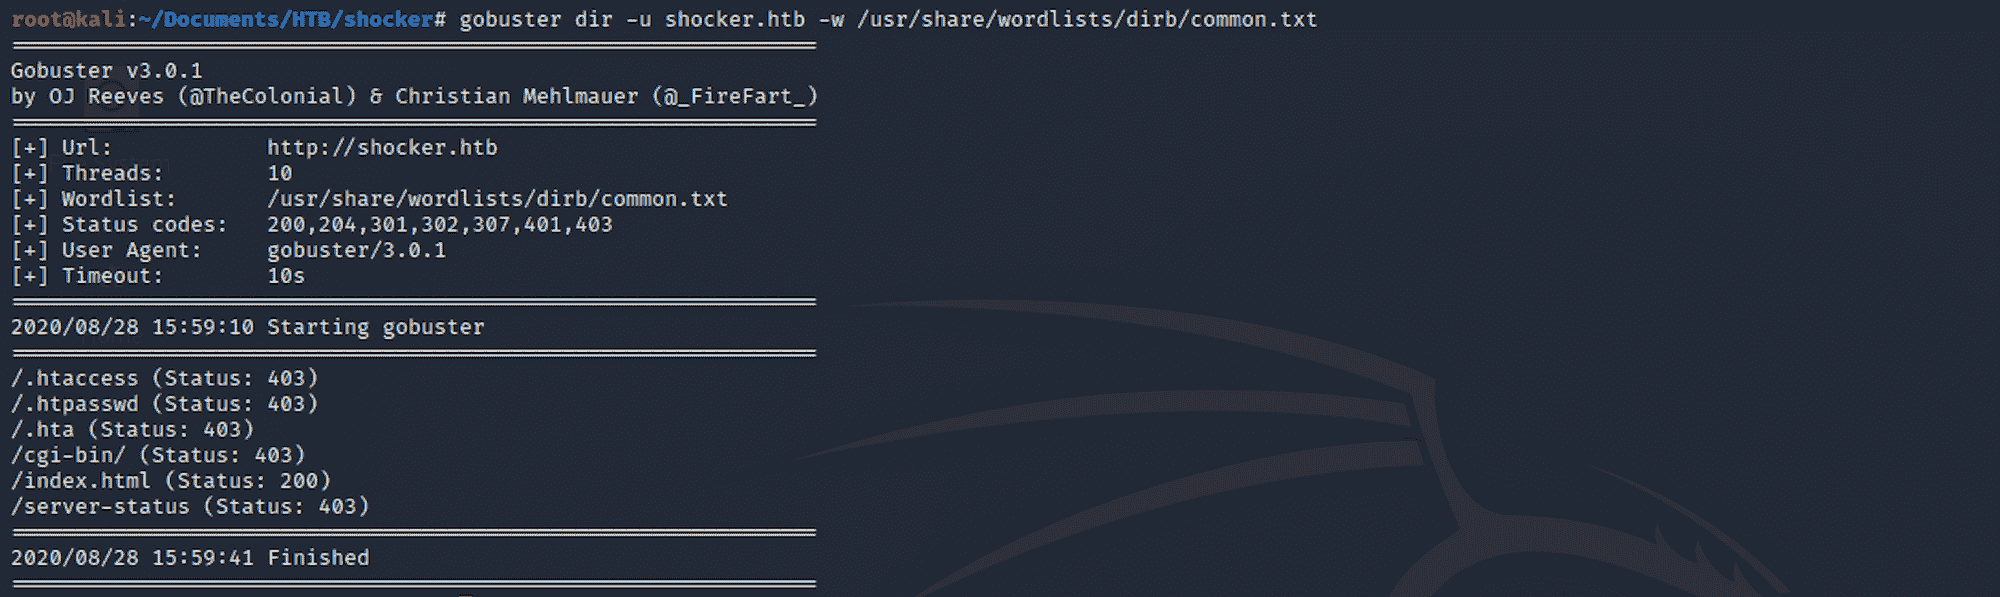 root@kali:~/Documents/HTB/shocker# gobuster dir -u shocker.htb -w /usr/share/wordlists/dirb/common.txt
===============================================================
Gobuster v3.0.1
by OJ Reeves (@TheColonial) & Christian Mehlmauer (@_FireFart_)
===============================================================
[+] Url:            http://shocker.htb
[+] Threads:        10
[+] Wordlist:       /usr/share/wordlists/dirb/common.txt
[+] Status codes:   200,204,301,302,307,401,403
[+] User Agent:     gobuster/3.0.1
[+] Timeout:        10s
===============================================================
2020/08/28 15:59:10 Starting gobuster
===============================================================
/.htaccess (Status: 403)
/.htpasswd (Status: 403)
/.hta (Status: 403)
/cgi-bin/ (Status: 403)
/index.html (Status: 200)
/server-status (Status: 403)
===============================================================
2020/08/28 15:59:41 Finished
===============================================================